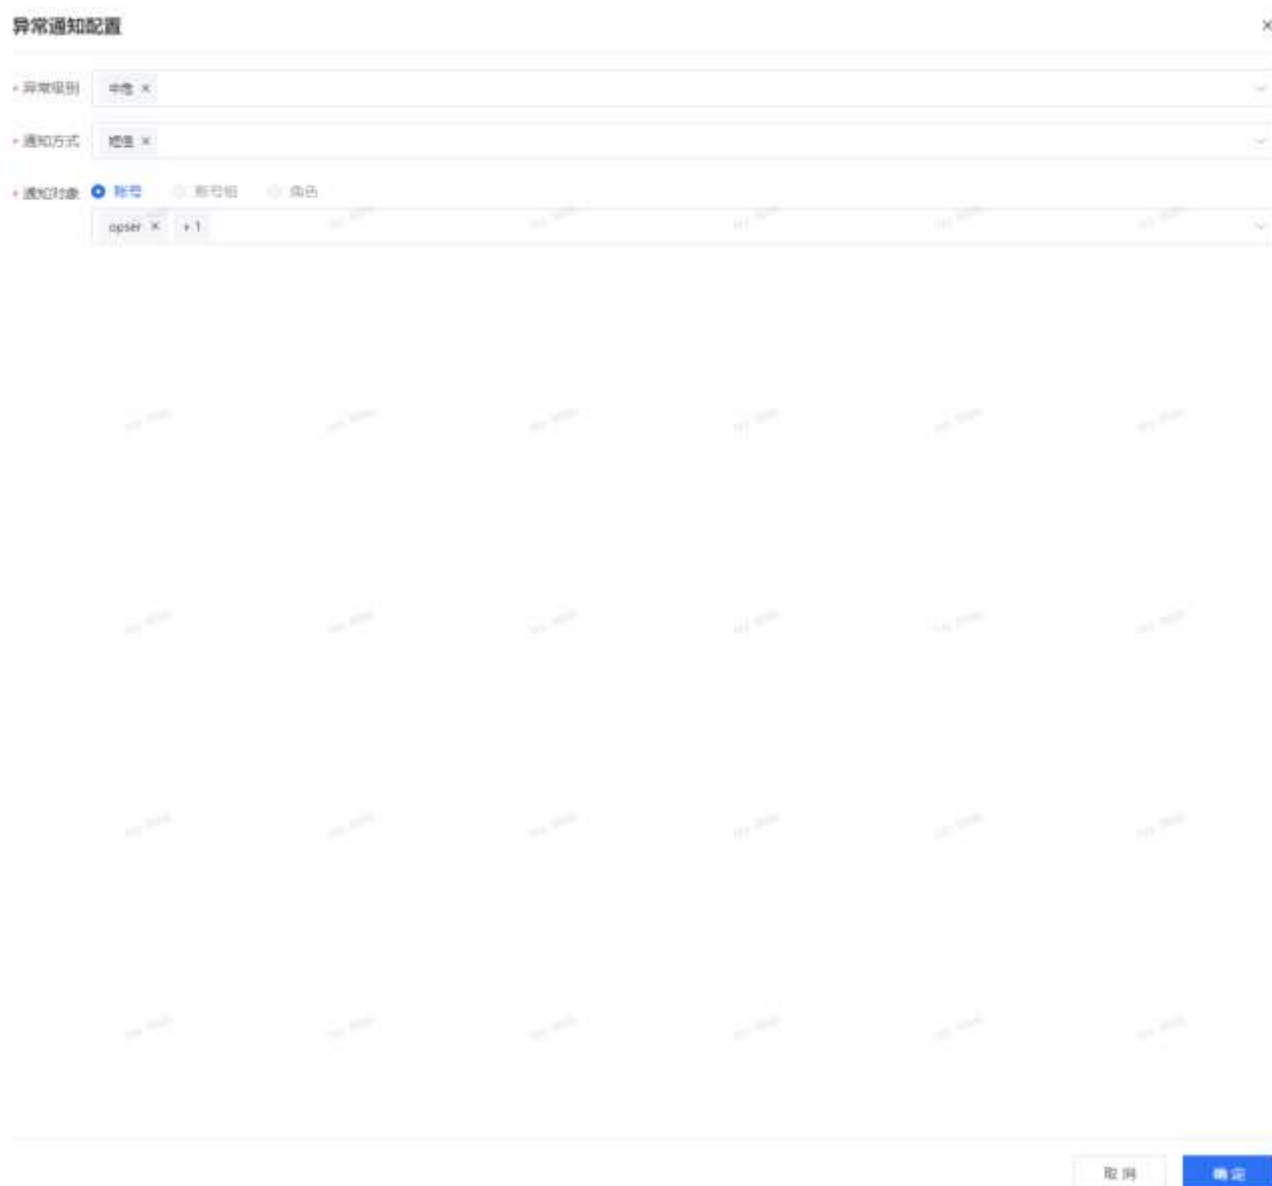 异常通知配置 ×
* 异常级别 中危 ×
* 通知方式 短信 ×
* 通知对象 账号 账号组 角色
opser × + 1
取消 确定